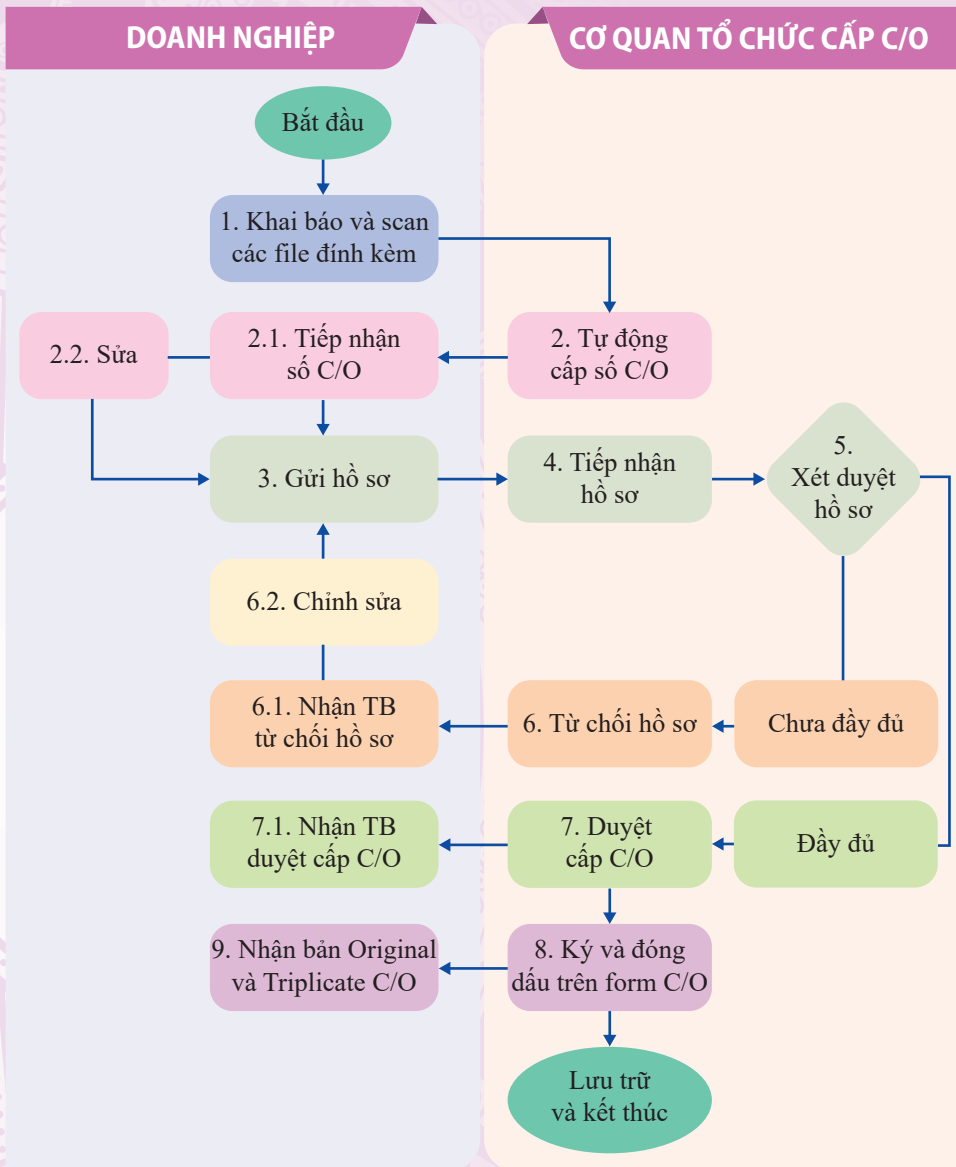 DOANH NGHIỆP
CƠ QUAN TỔ CHỨC CẤP C/O
Bắt đầu
1. Khai báo và scan
các file đính kèm
2.2. Sửa
2.1. Tiếp nhận
số C/O
2. Tự động
cấp số C/O
3. Gửi hồ sơ
4. Tiếp nhận
hồ sơ
5.
Xét duyệt
hồ sơ
6.2. Chỉnh sửa
6.1. Nhận TB
từ chối hồ sơ
6. Từ chối hồ sơ
Chưa đầy đủ
7.1. Nhận TB
duyệt cấp C/O
7. Duyệt
cấp C/O
Đầy đủ
9. Nhận bản Original
và Triplicate C/O
8. Ký và đóng
dấu trên form C/O
Lưu trữ
và kết thúc